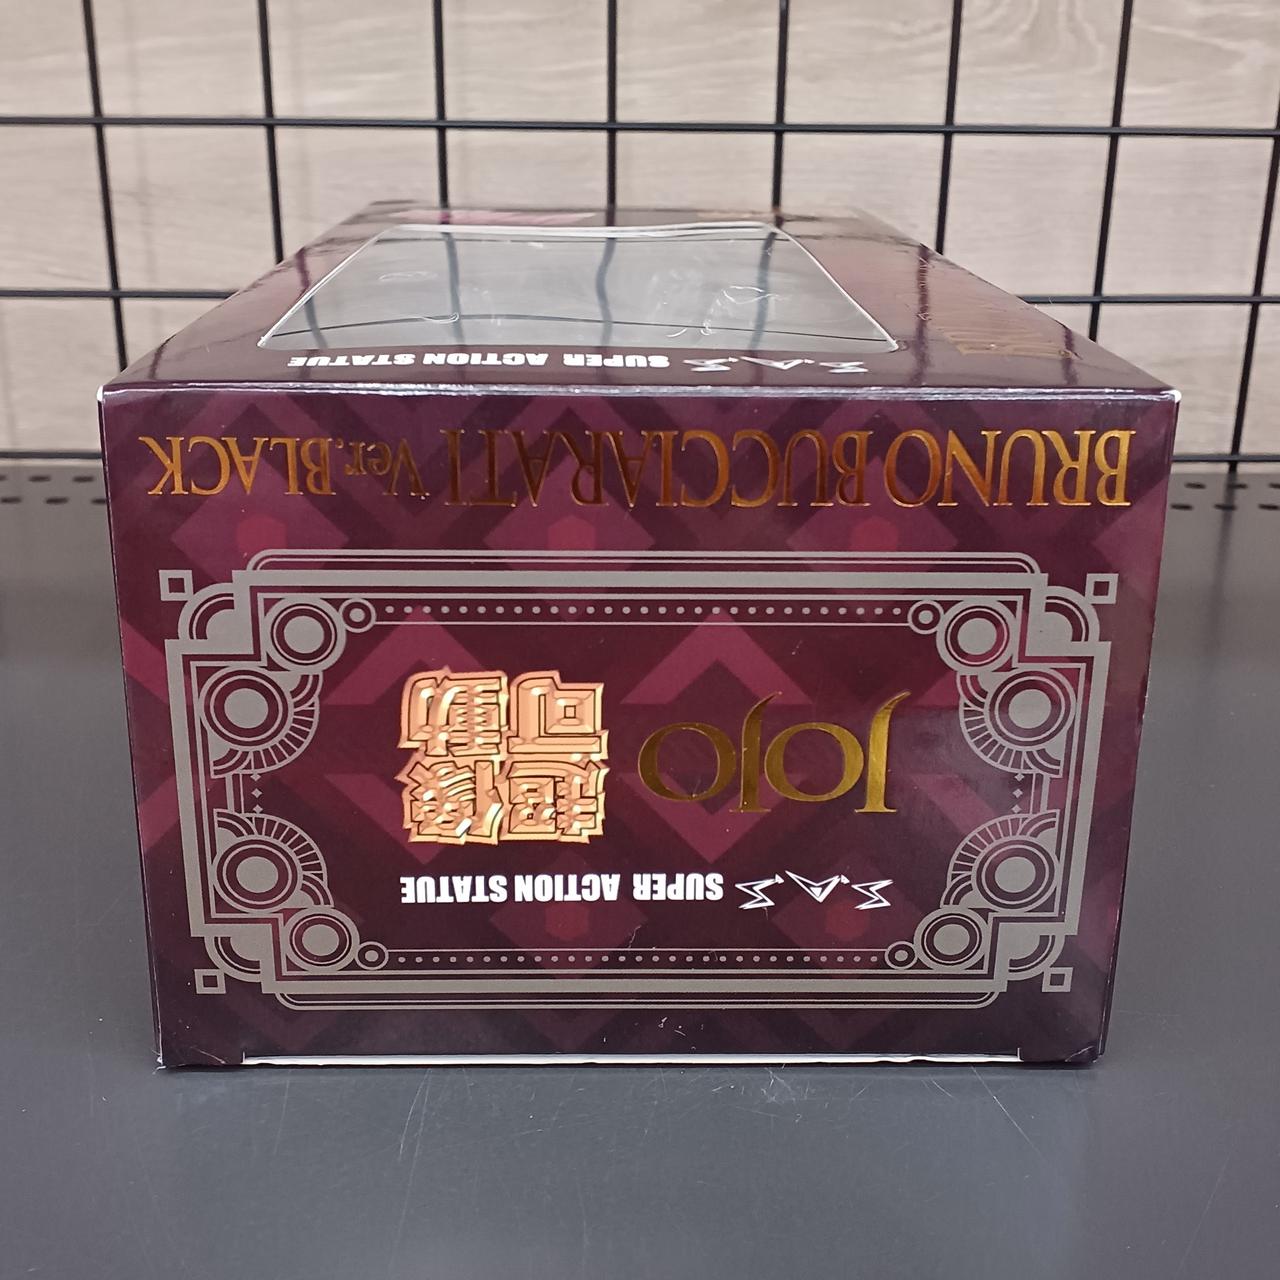 S.A.S SUPER ACTION STATUE
JOJO
超像
可動
BRUNO BUCCIARATI Ver.BLACK
S.A.S SUPER ACTION STATUE